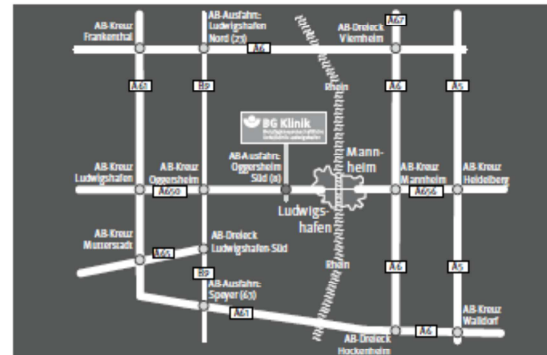 AB-Kreuz
Frankenthal
AB-Ausfahrt:
Ludwigshafen
Nord (23)
A6
AB-Dreieck
Viernheim
A67
A61
B9
Rhein
A6
A5
BG Klinik
AB-Ausfahrt:
Oggersheim
Süd (0)
Mann-
heim
AB-Kreuz
Ludwigshafen
A650
AB-Kreuz
Oggersheim
Ludwigs-
hafen
AB-Kreuz
Mannheim
A656
AB-Kreuz
Heidelberg
AB-Kreuz
Mutterstadt
A65
AB-Dreieck
Ludwigshafen-Süd
B9
Rhein
A6
A5
AB-Ausfahrt:
Speyer (63)
A61
AB-Dreieck
Hockenheim
A6
AB-Kreuz
Walldorf